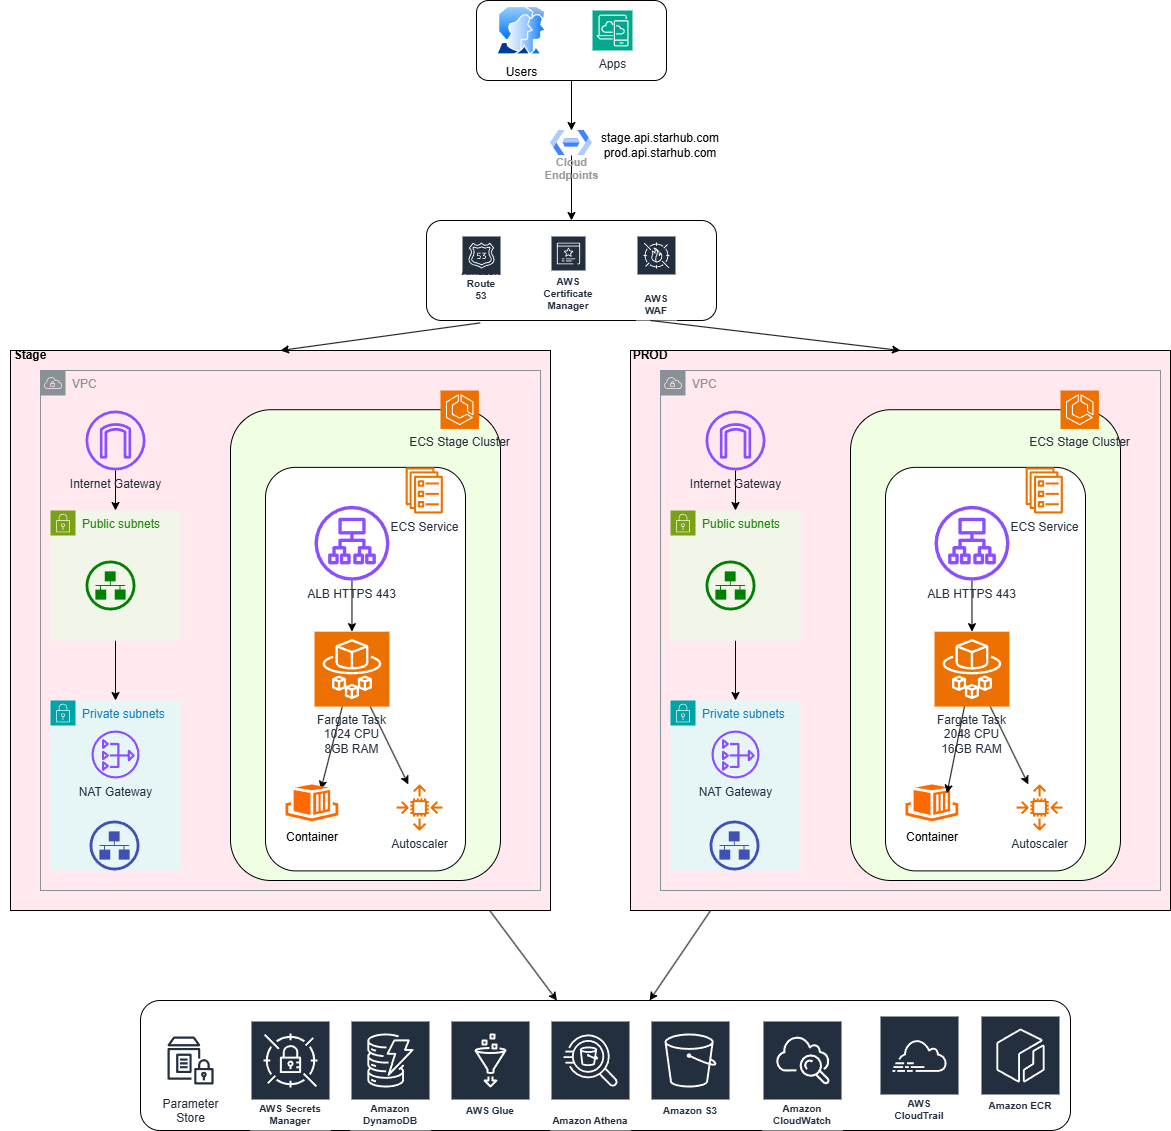 Users
Apps
stage.api.starhub.com
prod.api.starhub.com
Cloud
Endpoints
53
Route
53
AWS
Certificate
Manager
AWS
WAF
Stage
VPC
ECS Stage Cluster
Internet Gateway
ECS Service
Public subnets
ALB HTTPS 443
Private subnets
Fargate Task
1024 CPU
8GB RAM
NAT Gateway
Container
Autoscaler
PROD
VPC
ECS Stage Cluster
Internet Gateway
ECS Service
Public subnets
ALB HTTPS 443
Private subnets
Fargate Task
2048 CPU
16GB RAM
NAT Gateway
Container
Autoscaler
Parameter
Store
AWS Secrets
Manager
Amazon
DynamoDB
AWS Glue
Amazon Athena
Amazon S3
Amazon
CloudWatch
AWS
CloudTrail
Amazon ECR